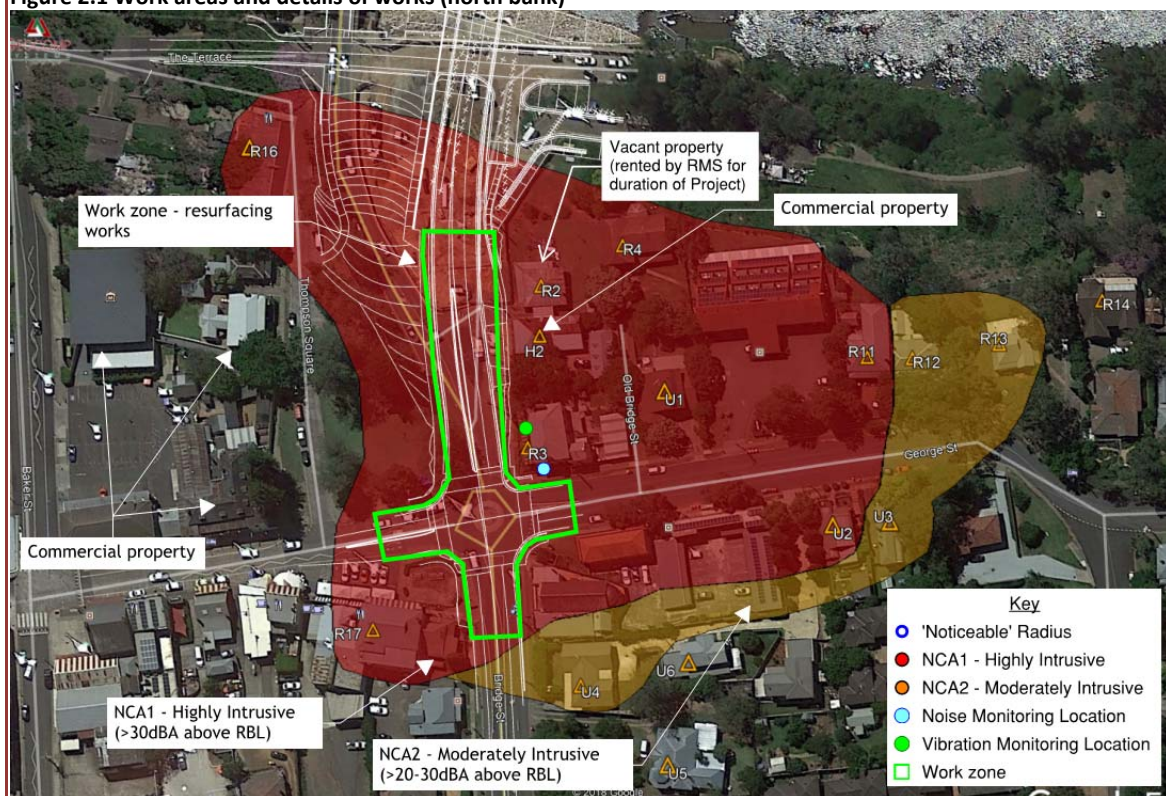 Figure 2.1 Work areas and details of works (north bank)
The Terrace
R16
Vacant property
(rented by RMS for
duration of Project)
Commercial property
Work zone - resurfacing
works
R4
R2
H2
Thompson Square
R14
R13
R11
R12
Old Bridge St
U1
R3
George St
Baker St
U2
U3
Commercial property
R17
U6
U4
U5
Bridge St
NCA1 - Highly Intrusive
(>30dBA above RBL)
NCA2 - Moderately Intrusive
(>20-30dBA above RBL)
Key
'Noticeable' Radius
NCA1 - Highly Intrusive
NCA2 - Moderately Intrusive
Noise Monitoring Location
Vibration Monitoring Location
Work zone
© 2018 Google